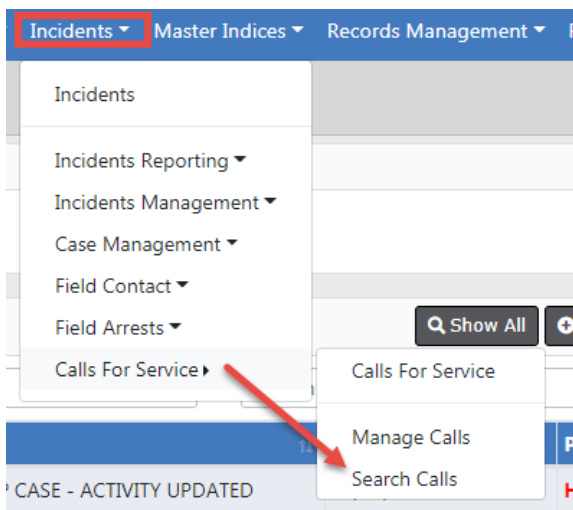 Incidents Master Indices Records Management
Incidents
Incidents Reporting
Incidents Management
Case Management
Field Contact
Field Arrests
Show All
Calls For Service
Calls For Service
Manage Calls
Search Calls
CASE - ACTIVITY UPDATED